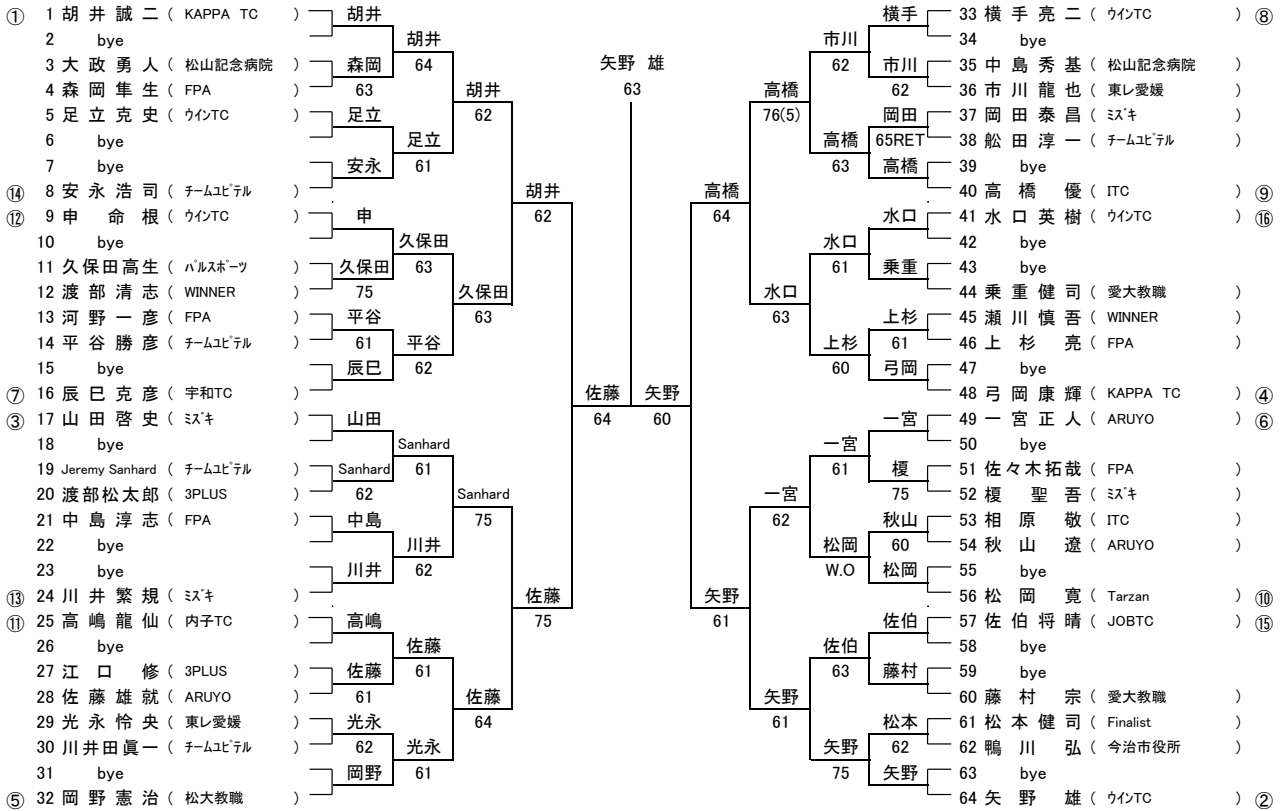 ① 1 胡井誠二 ( KAPPA TC )
2 bye
3 大政勇人 ( 松山記念病院 )
4 森岡隼生 ( FPA )
5 足立克史 ( ｳｲﾝTC )
6 bye
7 bye
⑭ 8 安永浩司 ( ﾁｰﾑﾕﾋﾟﾃﾙ )
⑫ 9 申命根 ( ｳｲﾝTC )
10 bye
11 久保田高生 ( ﾊﾟﾙｽﾎﾟｰﾂ )
12 渡部清志 ( WINNER )
13 河野一彦 ( FPA )
14 平谷勝彦 ( ﾁｰﾑﾕﾋﾟﾃﾙ )
15 bye
⑦ 16 辰巳克彦 ( 宇和TC )
③ 17 山田啓史 ( ﾐｽﾞｷ )
18 bye
19 Jeremy Sanhard ( ﾁｰﾑﾕﾋﾟﾃﾙ )
20 渡部松太郎 ( 3PLUS )
21 中島淳志 ( FPA )
22 bye
23 bye
⑬ 24 川井繁規 ( ﾐｽﾞｷ )
⑪ 25 高嶋龍仙 ( 内子TC )
26 bye
27 江口修 ( 3PLUS )
28 佐藤雄就 ( ARUYO )
29 光永怜央 ( 東レ愛媛 )
30 川井田眞一 ( ﾁｰﾑﾕﾋﾟﾃﾙ )
31 bye
⑤ 32 岡野憲治 ( 松大教職 )
胡井
森岡
63
足立
安永
申
久保田
75
平谷
61
辰巳
山田
Sanhard
62
中島
川井
高嶋
佐藤
61
光永
62
岡野
胡井
64
足立
61
久保田
63
平谷
62
Sanhard
61
川井
62
佐藤
61
光永
61
胡井
62
久保田
63
Sanhard
75
佐藤
64
胡井
62
佐藤
75
佐藤
64
矢野 雄
63
矢野
60
高橋
64
矢野
61
高橋
76(5)
水口
63
一宮
62
矢野
61
市川
62
高橋
63
水口
61
上杉
60
一宮
61
松岡
W.O
佐伯
63
矢野
75
横手
市川
62
岡田
65RET
高橋
水口
乗重
上杉
61
弓岡
一宮
榎
75
秋山
60
松岡
佐伯
藤村
松本
62
矢野
33 横手亮二 ( ｳｲﾝTC ) ⑧
34 bye
35 中島秀基 ( 松山記念病院 )
36 市川龍也 ( 東レ愛媛 )
37 岡田泰昌 ( ﾐｽﾞｷ )
38 舩田淳一 ( ﾁｰﾑﾕﾋﾟﾃﾙ )
39 bye
40 高橋優 ( ITC ) ⑨
41 水口英樹 ( ｳｲﾝTC ) ⑯
42 bye
43 bye
44 乗重健司 ( 愛大教職 )
45 瀬川慎吾 ( WINNER )
46 上杉亮 ( FPA )
47 bye
48 弓岡康輝 ( KAPPA TC ) ④
49 一宮正人 ( ARUYO ) ⑥
50 bye
51 佐々木拓哉 ( FPA )
52 榎聖吾 ( ﾐｽﾞｷ )
53 相原敬 ( ITC )
54 秋山遼 ( ARUYO )
55 bye
56 松岡寛 ( Tarzan ) ⑩
57 佐伯将晴 ( JOBTC ) ⑮
58 bye
59 bye
60 藤村宗 ( 愛大教職 )
61 松本健司 ( Finalist )
62 鴨川弘 ( 今治市役所 )
63 bye
64 矢野雄 ( ｳｲﾝTC ) ②